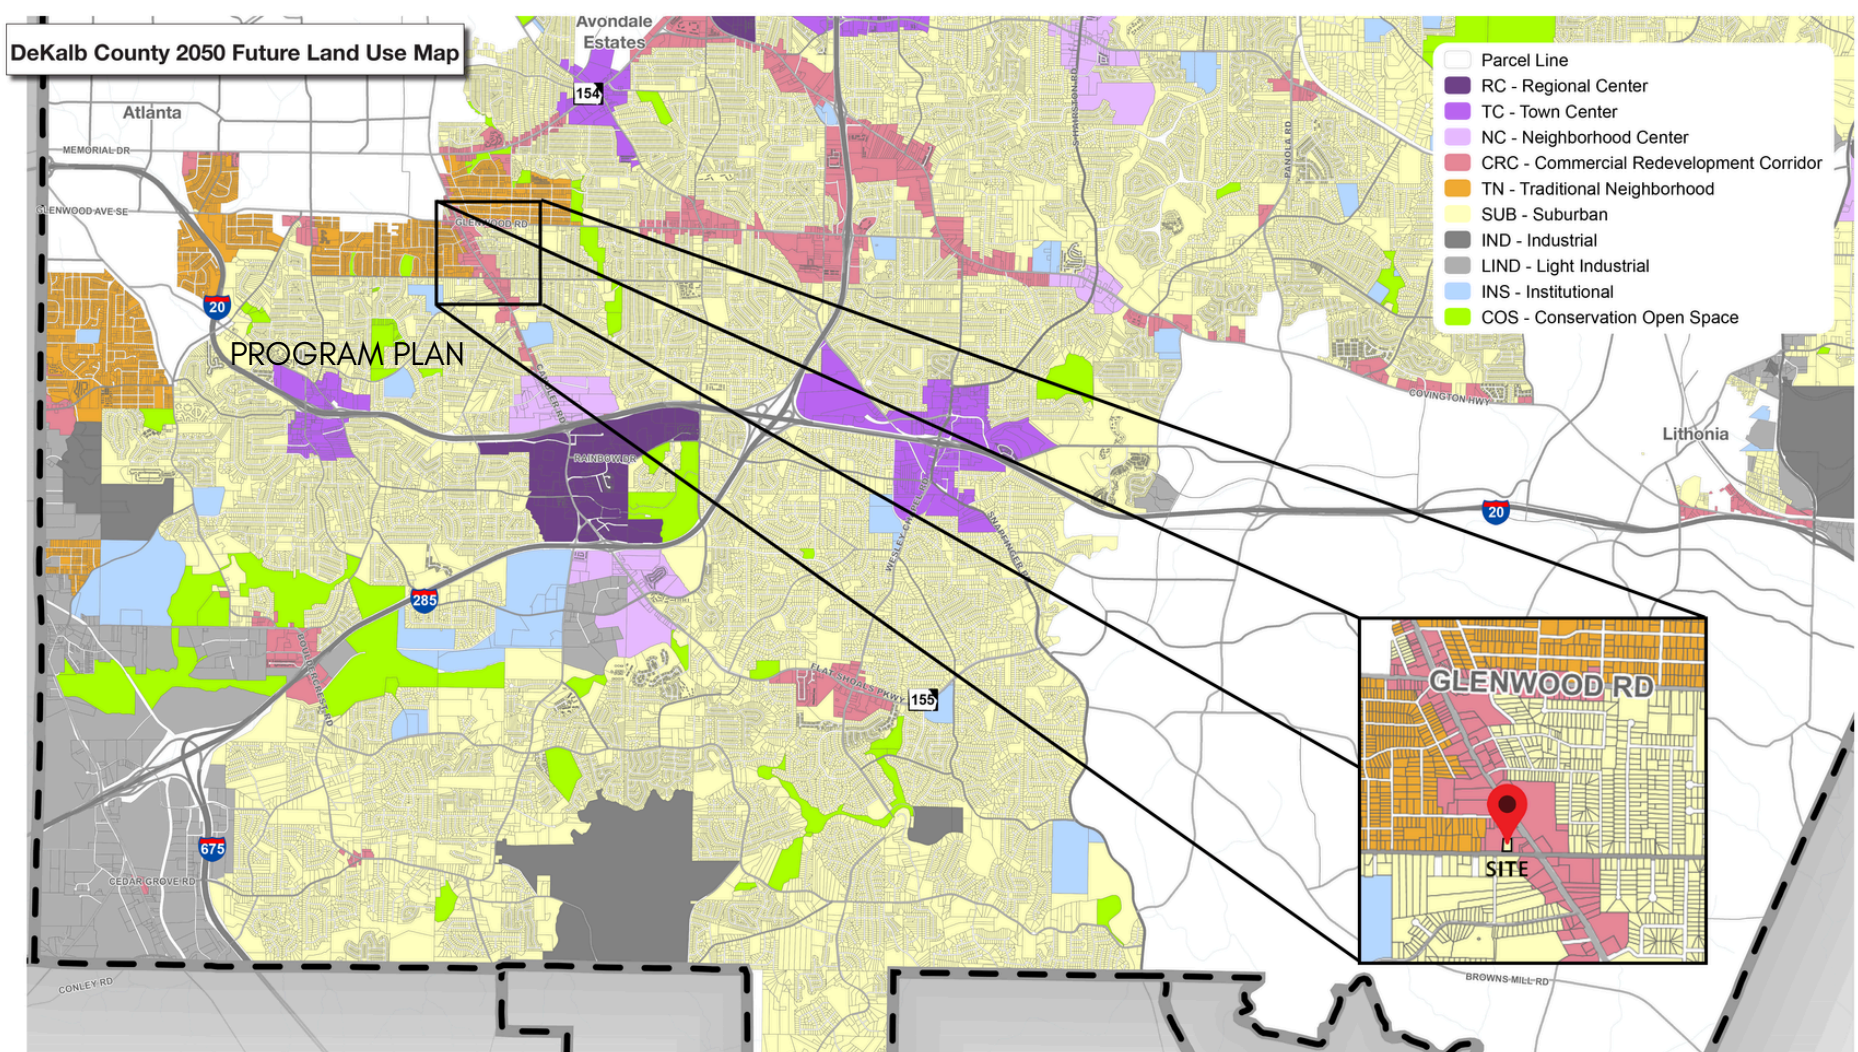 DeKalb County 2050 Future Land Use Map
Avondale
Estates
154
Atlanta
MEMORIAL DR
GLENWOOD AVE SE
GLENWOOD RD
S HAIRSTON RD
PANOLA RD
Parcel Line
RC - Regional Center
TC - Town Center
NC - Neighborhood Center
CRC - Commercial Redevelopment Corridor
TN - Traditional Neighborhood
SUB - Suburban
IND - Industrial
LIND - Light Industrial
INS - Institutional
COS - Conservation Open Space
20
PROGRAM PLAN
CANDLER RD
COVINGTON HWY
Lithonia
RAINBOW DR
WESLEY CHAPEL RD
20
285
BOULDERCREST RD
FLAT SHOALS PKWY
155
GLENWOOD RD
SITE
675
CEDAR GROVE RD
CONLEY RD
BROWNS MILL RD